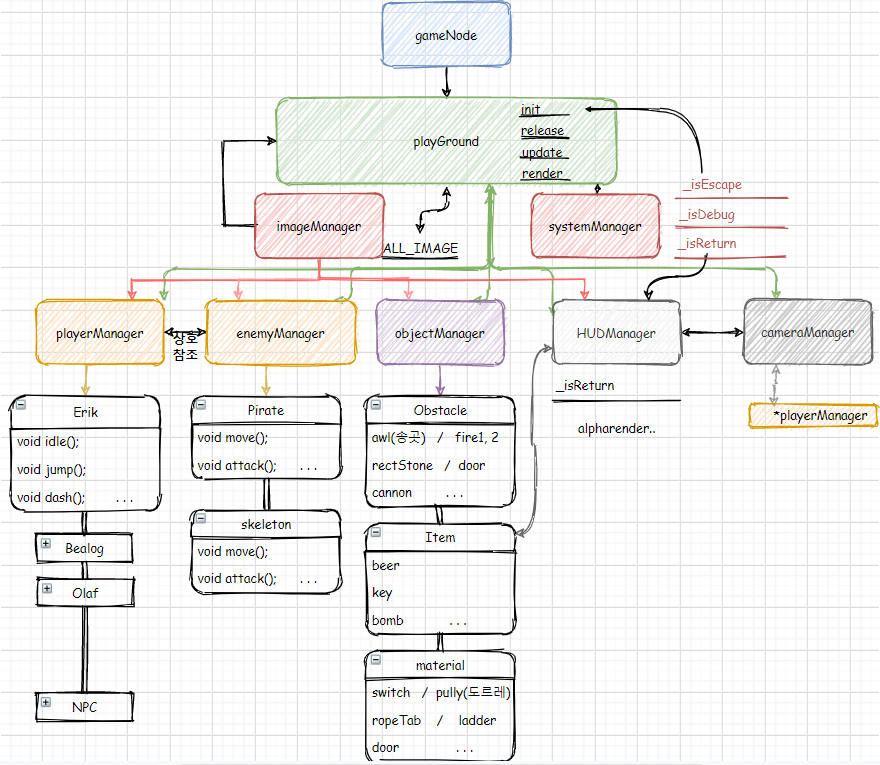 gameNode
playGround
init
release
update
render
_isEscape
_isDebug
_isReturn
imageManager
ALL_IMAGE
systemManager
playerManager
상호
참조
enemyManager
objectManager
HUDManager
cameraManager
_isReturn
alpharender..
*playerManager
Erik
void idle();
void jump();
void dash(); ...
Bealog
Olaf
NPC
Pirate
void move();
void attack(); ...
skeleton
void move();
void attack(); ...
Obstacle
awl(송곳) / fire1, 2
rectStone / door
cannon ...
Item
beer
key
bomb ...
material
switch / pully(도르레)
ropeTab / ladder
door ...